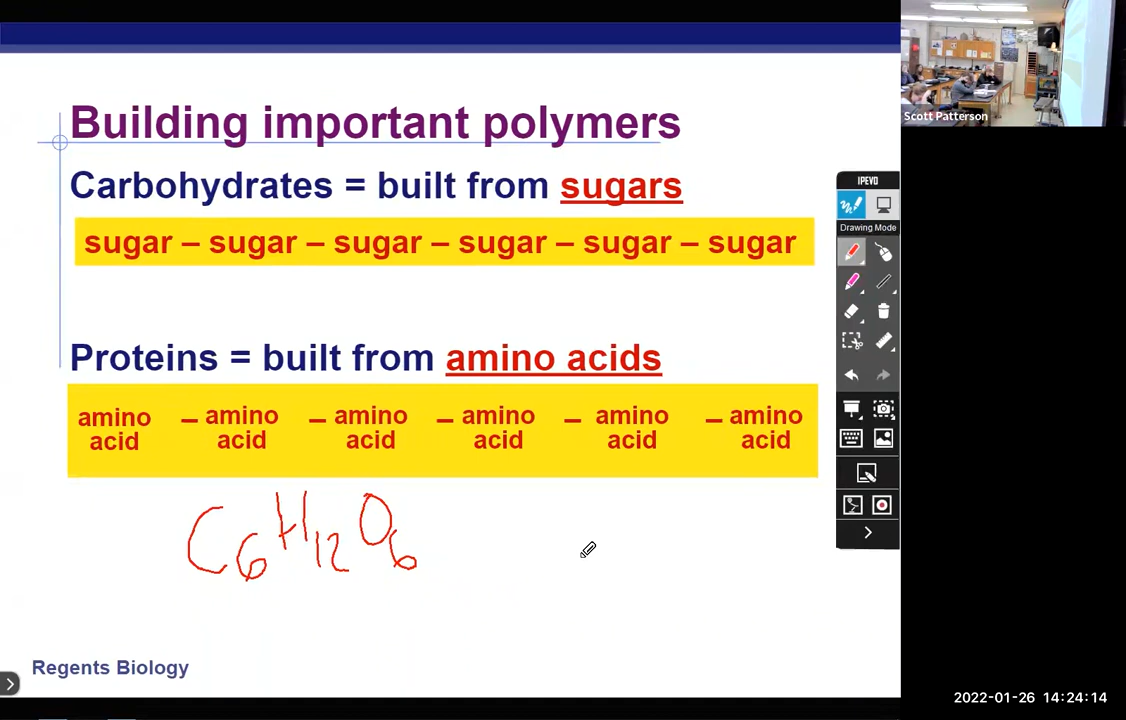 Building important polymers
Carbohydrates = built from sugars
sugar – sugar – sugar – sugar – sugar – sugar
Proteins = built from amino acids
amino acid – amino acid – amino acid – amino acid – amino acid – amino acid
C6H12O6
Regents Biology
Scott Patterson
IPEVO
Drawing Mode
2022-01-26 14:24:14